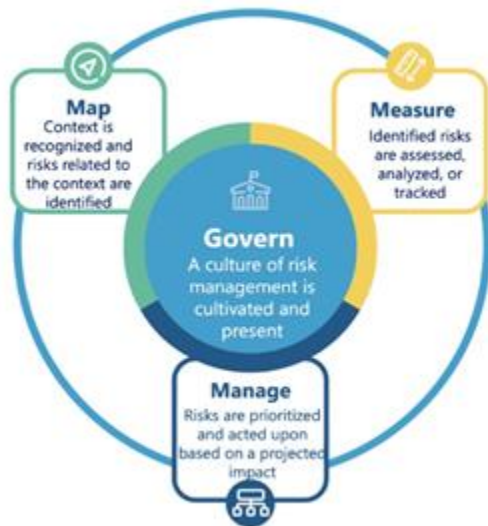 Map
Context is
recognized and
risks related to
the context are
identified
Measure
Identified risks
are assessed,
analyzed, or
tracked
Govern
A culture of risk
management is
cultivated and
present
Manage
Risks are prioritized
and acted upon
based on a projected
impact